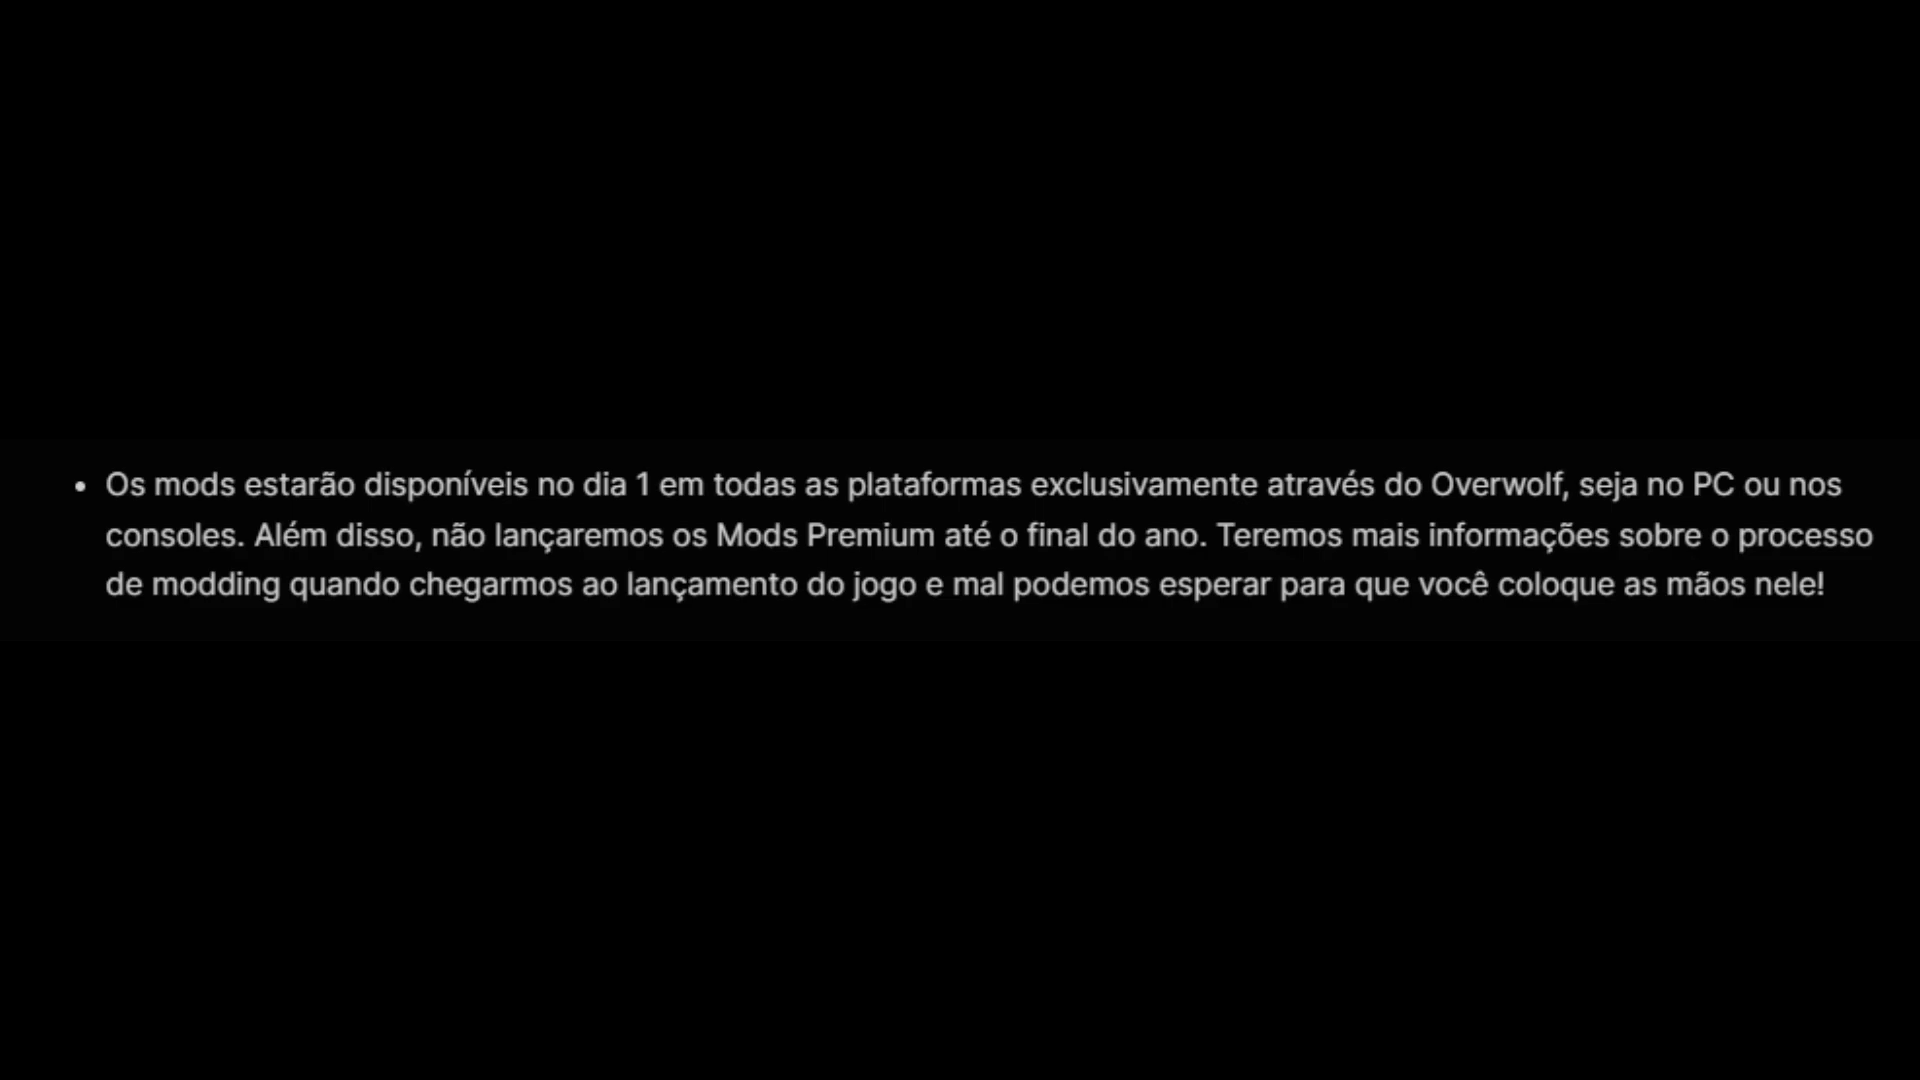 • Os mods estarão disponíveis no dia 1 em todas as plataformas exclusivamente através do Overwolf, seja no PC ou nos
consoles. Além disso, não lançaremos os Mods Premium até o final do ano. Teremos mais informações sobre o processo
de modding quando chegarmos ao lançamento do jogo e mal podemos esperar para que você coloque as mãos nele!